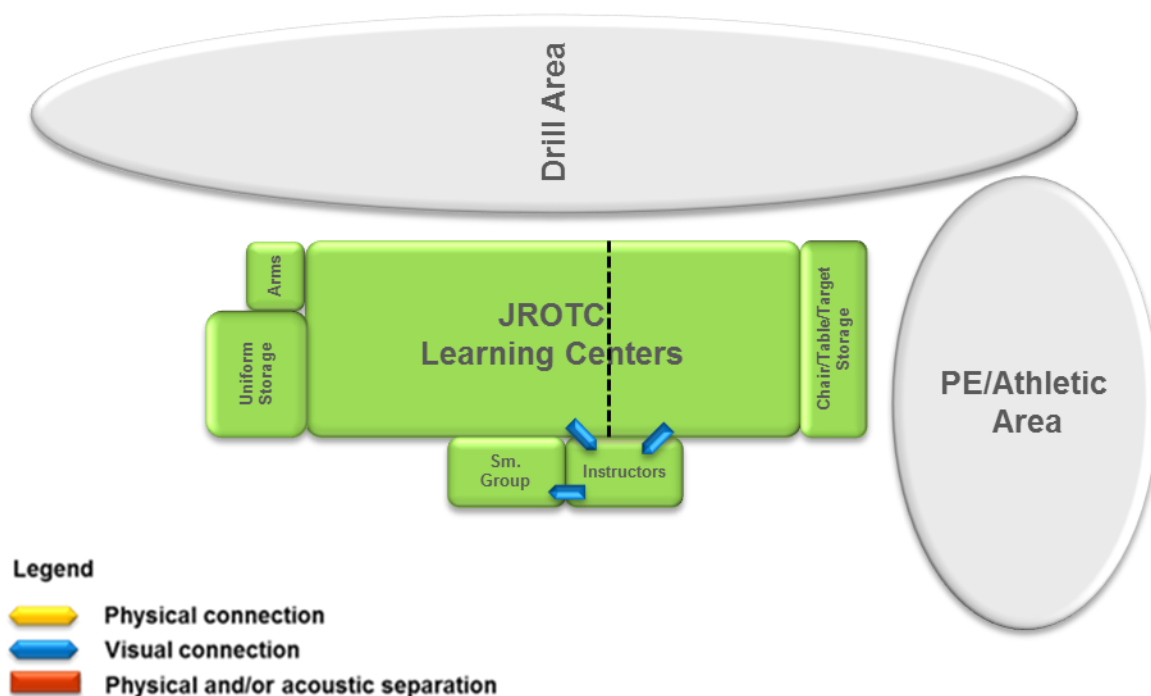 Drill Area
Arms
Uniform
Storage
JROTC
Learning Centers
Chair/Table/Target
Storage
PE/Athletic
Area
Sm.
Group
Instructors
Legend
Physical connection
Visual connection
Physical and/or acoustic separation